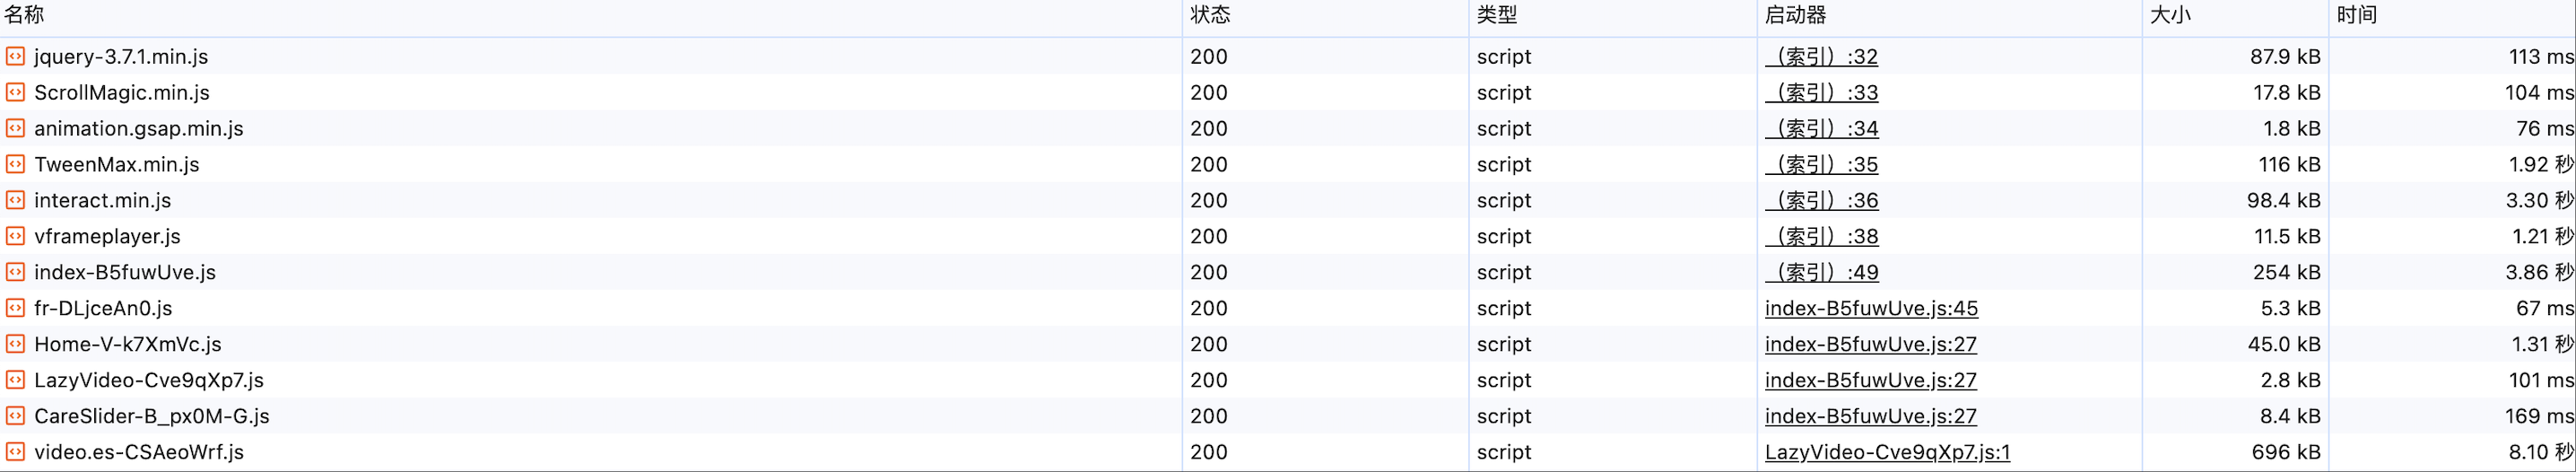 名称 状态 类型 启动器 大小 时间
jquery-3.7.1.min.js 200 script （索引）:32 87.9 kB 113 ms
ScrollMagic.min.js 200 script （索引）:33 17.8 kB 104 ms
animation.gsap.min.js 200 script （索引）:34 1.8 kB 76 ms
TweenMax.min.js 200 script （索引）:35 116 kB 1.92 秒
interact.min.js 200 script （索引）:36 98.4 kB 3.30 秒
vframeplayer.js 200 script （索引）:38 11.5 kB 1.21 秒
index-B5fuwUve.js 200 script （索引）:49 254 kB 3.86 秒
fr-DLjceAn0.js 200 script index-B5fuwUve.js:45 5.3 kB 67 ms
Home-V-k7XmVc.js 200 script index-B5fuwUve.js:27 45.0 kB 1.31 秒
LazyVideo-Cve9qXp7.js 200 script index-B5fuwUve.js:27 2.8 kB 101 ms
CareSlider-B_px0M-G.js 200 script index-B5fuwUve.js:27 8.4 kB 169 ms
video.es-CSAeoWrf.js 200 script LazyVideo-Cve9qXp7.js:1 696 kB 8.10 秒